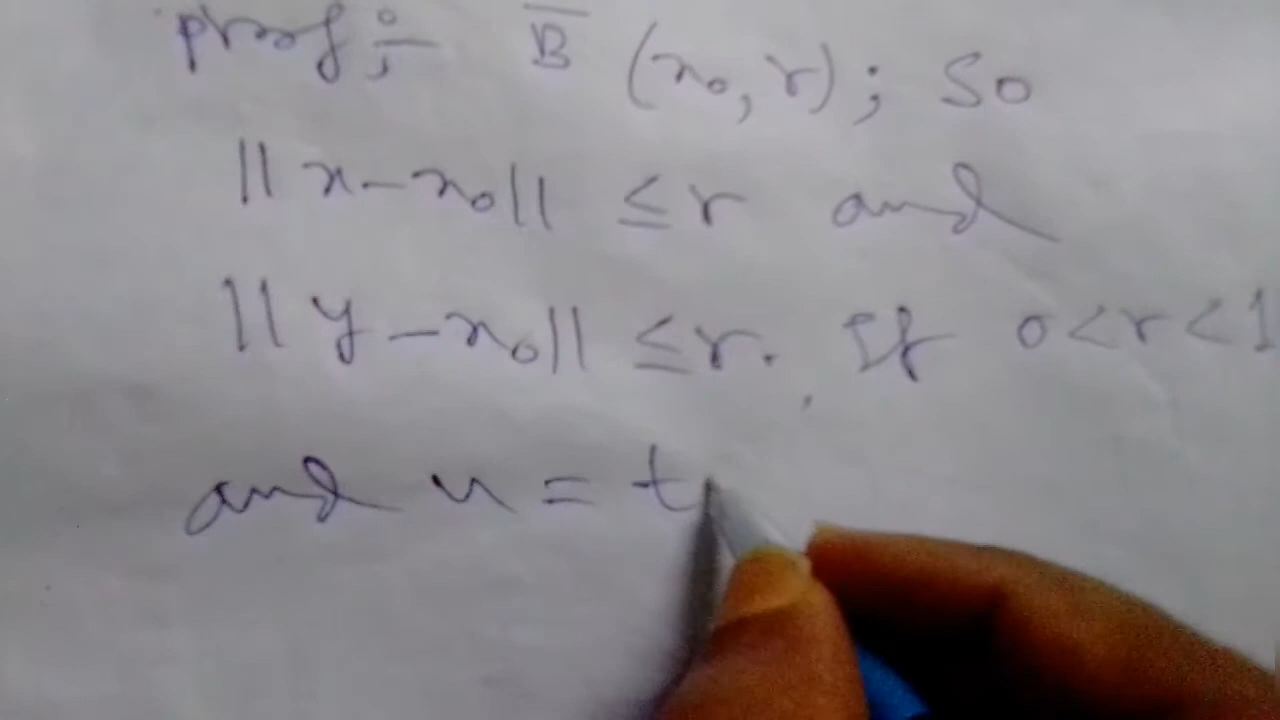 proof :- B̅ (x₀, r); So
||x - x₀|| ≤ r and
||y - x₀|| ≤ r. If 0 < r < 1
and u = t